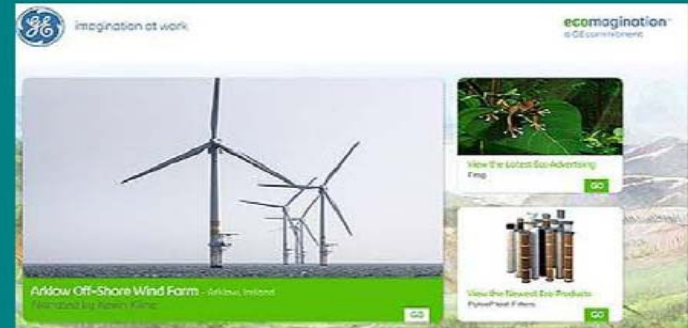 GE
imagination at work
ecomagination
a GE commitment
Arklow Off-Shore Wind Farm - Arklow, Ireland
Narrated by Kevin Kline
GO
View the Latest Eco Advertising
Frog
GO
View the Newest Eco Products
GO